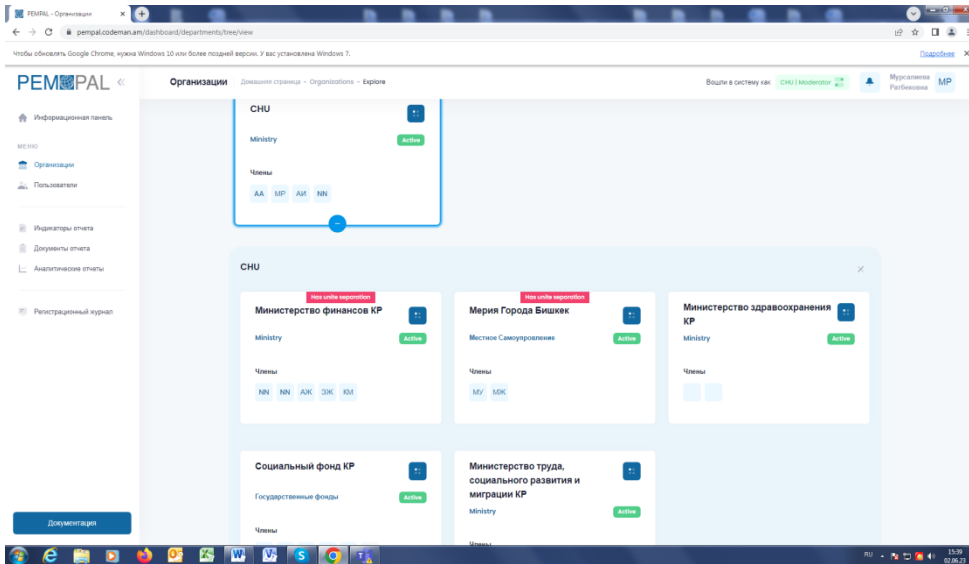 PEMPAL - Организации
pempal.codeman.am/dashboard/departments/tree/view
Чтобы обновлять Google Chrome, нужна Windows 10 или более поздней версии. У вас установлена Windows 7.
Подробнее
PEMPAL
Организации
Домашняя страница - Organizations - Explore
Вошли в систему как
CHU | Moderator
Мурсалиева
Рагбековна
МР
Информационная панель
МЕНЮ
Организации
Пользователи
Индикаторы отчета
Документы отчета
Аналитические отчеты
Регистрационный журнал
Документация
CHU
Ministry
Active
Члены
АА МР АИ NN
CHU
Has units separation
Министерство финансов КР
Ministry
Active
Члены
NN NN АЖ ЭЖ КМ
Has units separation
Мерия Города Бишкек
Местное Самоупровление
Active
Члены
МУ МЖ
Министерство здравоохранения
КР
Ministry
Active
Члены
Социальный фонд КР
Государственные фонды
Active
Члены
Министерство труда,
социального развития и
миграции КР
Ministry
Active
Члены
RU
15:39
02.06.23